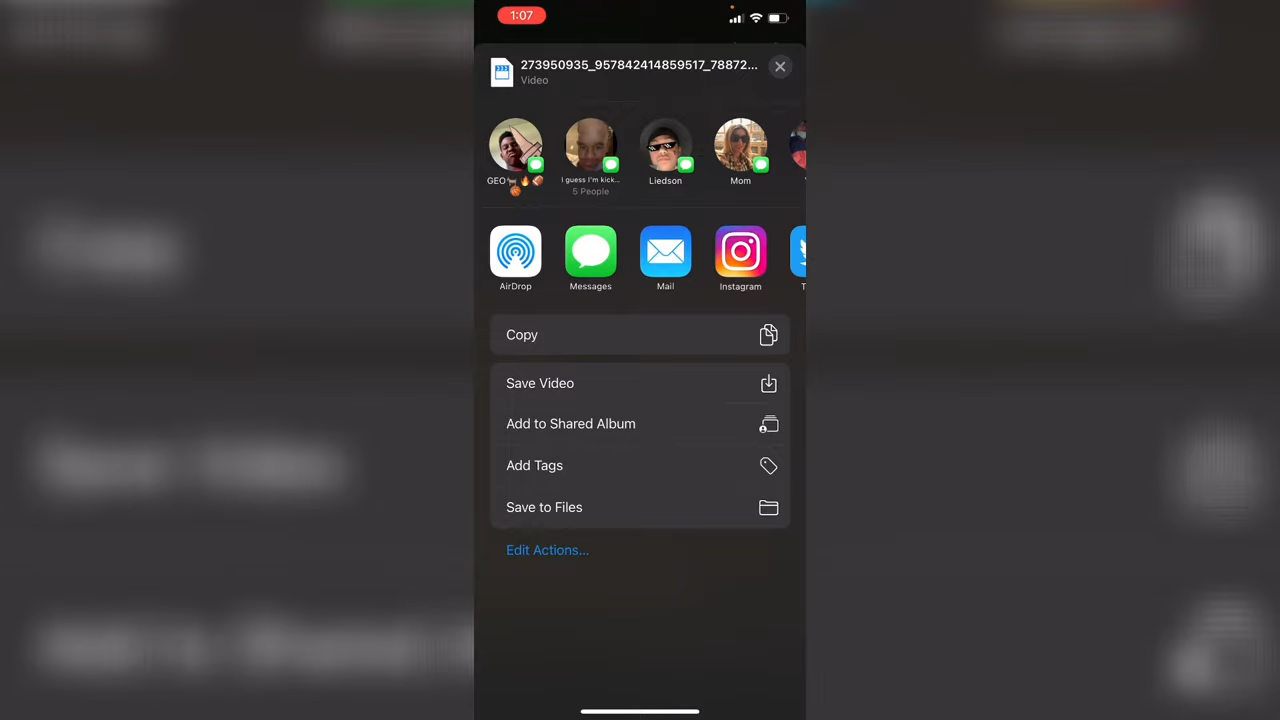 1:07
273950935_957842414859517_78872...
Video
GEO🐂🔥🏈
🏀
I guess I'm kick...
5 People
Liedson
Mom
AirDrop
Messages
Mail
Instagram
T
Copy
Save Video
Add to Shared Album
Add Tags
Save to Files
Edit Actions...